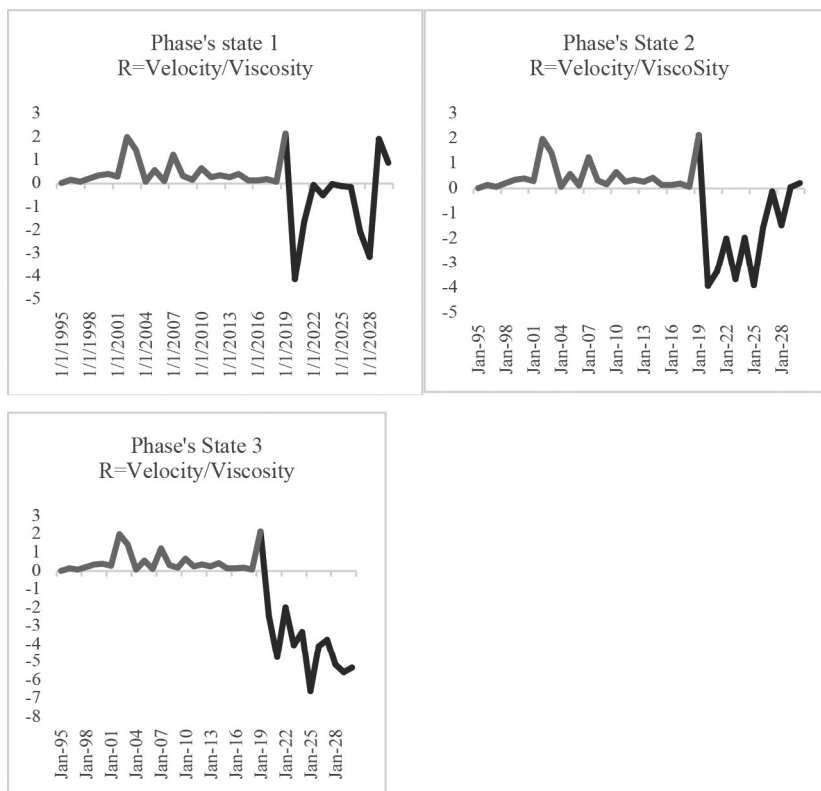 Phase's state 1
R=Velocity/Viscosity
3
2
1
0
-1
-2
-3
-4
-5
1/1/1995
1/1/1998
1/1/2001
1/1/2004
1/1/2007
1/1/2010
1/1/2013
1/1/2016
1/1/2019
1/1/2022
1/1/2025
1/1/2028
Phase's State 2
R=Velocity/ViscoSity
3
2
1
0
-1
-2
-3
-4
-5
Jan-95
Jan-98
Jan-01
Jan-04
Jan-07
Jan-10
Jan-13
Jan-16
Jan-19
Jan-22
Jan-25
Jan-28
Phase's State 3
R=Velocity/Viscosity
3
2
1
0
-1
-2
-3
-4
-5
-6
-7
-8
Jan-95
Jan-98
Jan-01
Jan-04
Jan-07
Jan-10
Jan-13
Jan-16
Jan-19
Jan-22
Jan-25
Jan-28